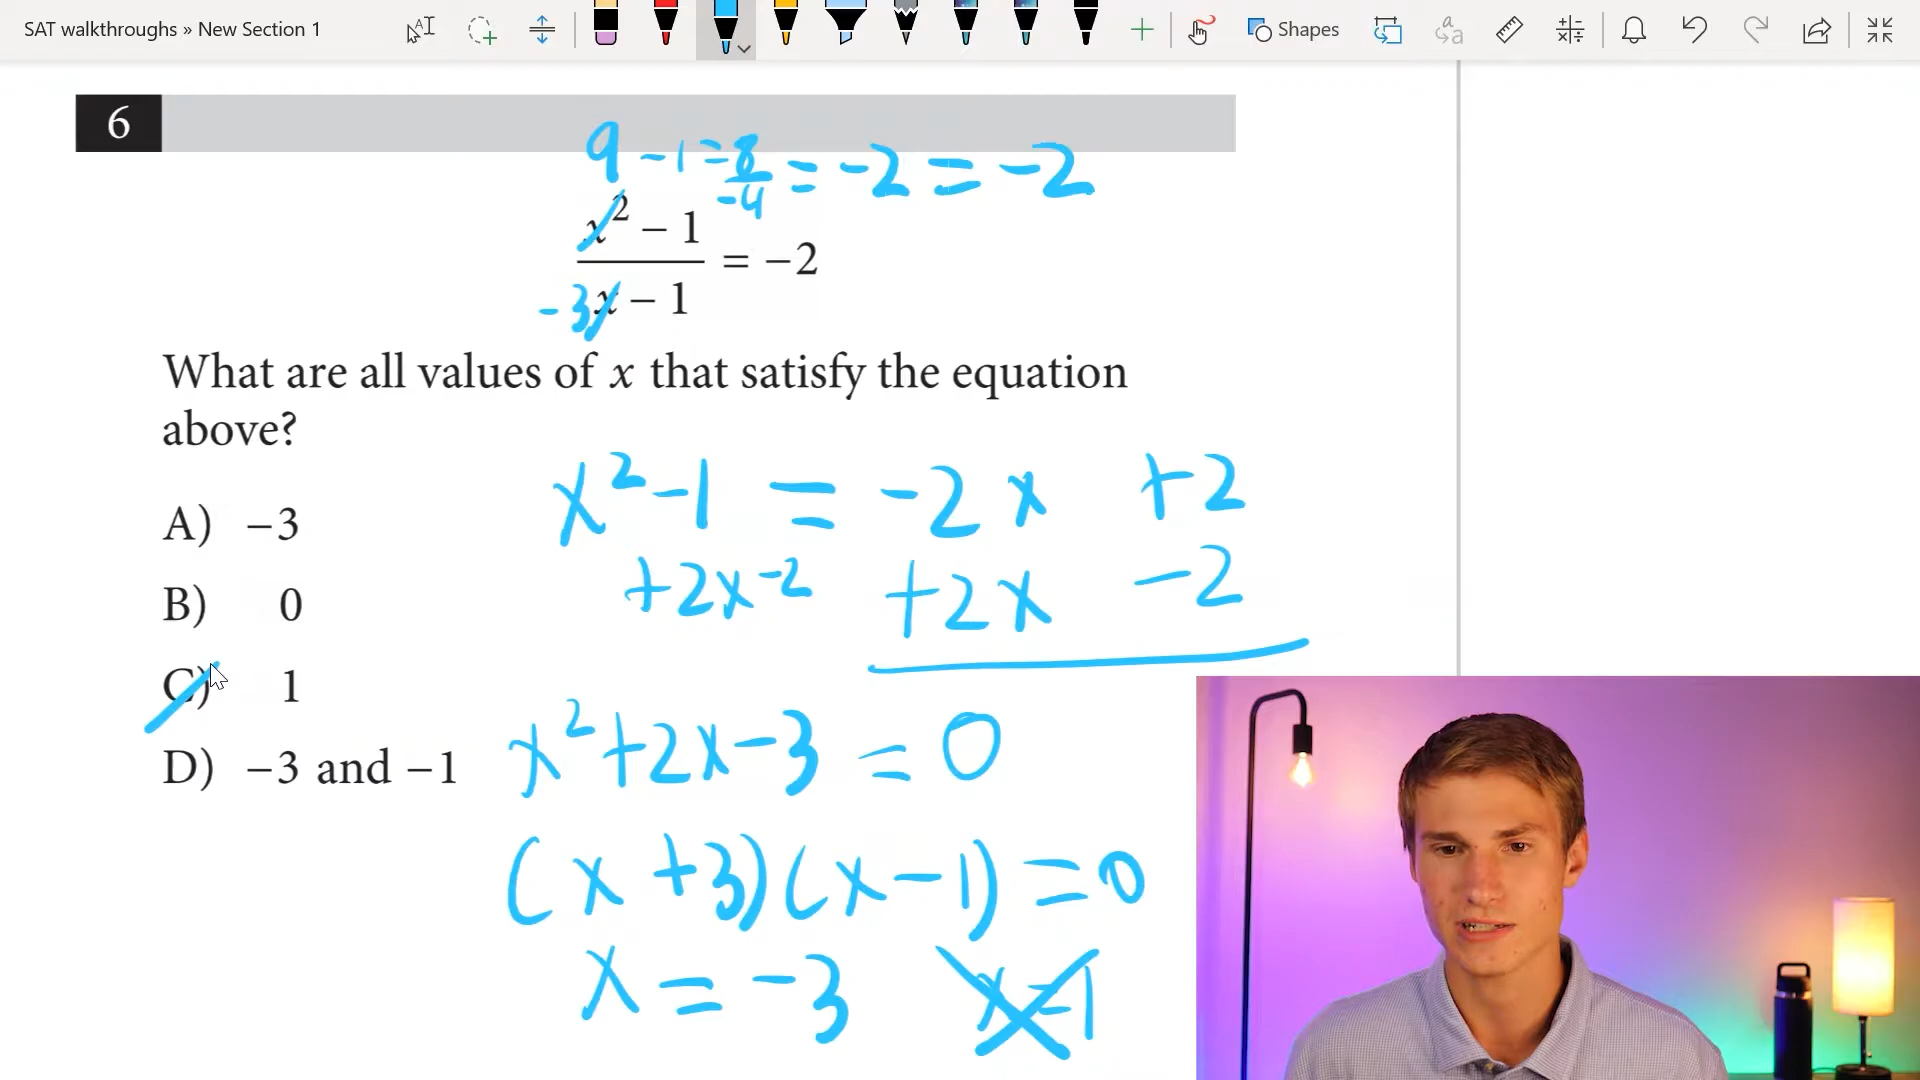 SAT walkthroughs » New Section 1
Shapes
6
9 - 1 = 8/-4 = -2 = -2
x² − 1
= −2
-3 x − 1
What are all values of x that satisfy the equation
above?
A) −3
B) 0
C) 1
D) −3 and −1
x² - 1 = -2x + 2
+2x -2 +2x -2
x² + 2x - 3 = 0
(x + 3)(x - 1) = 0
x = -3 x = 1